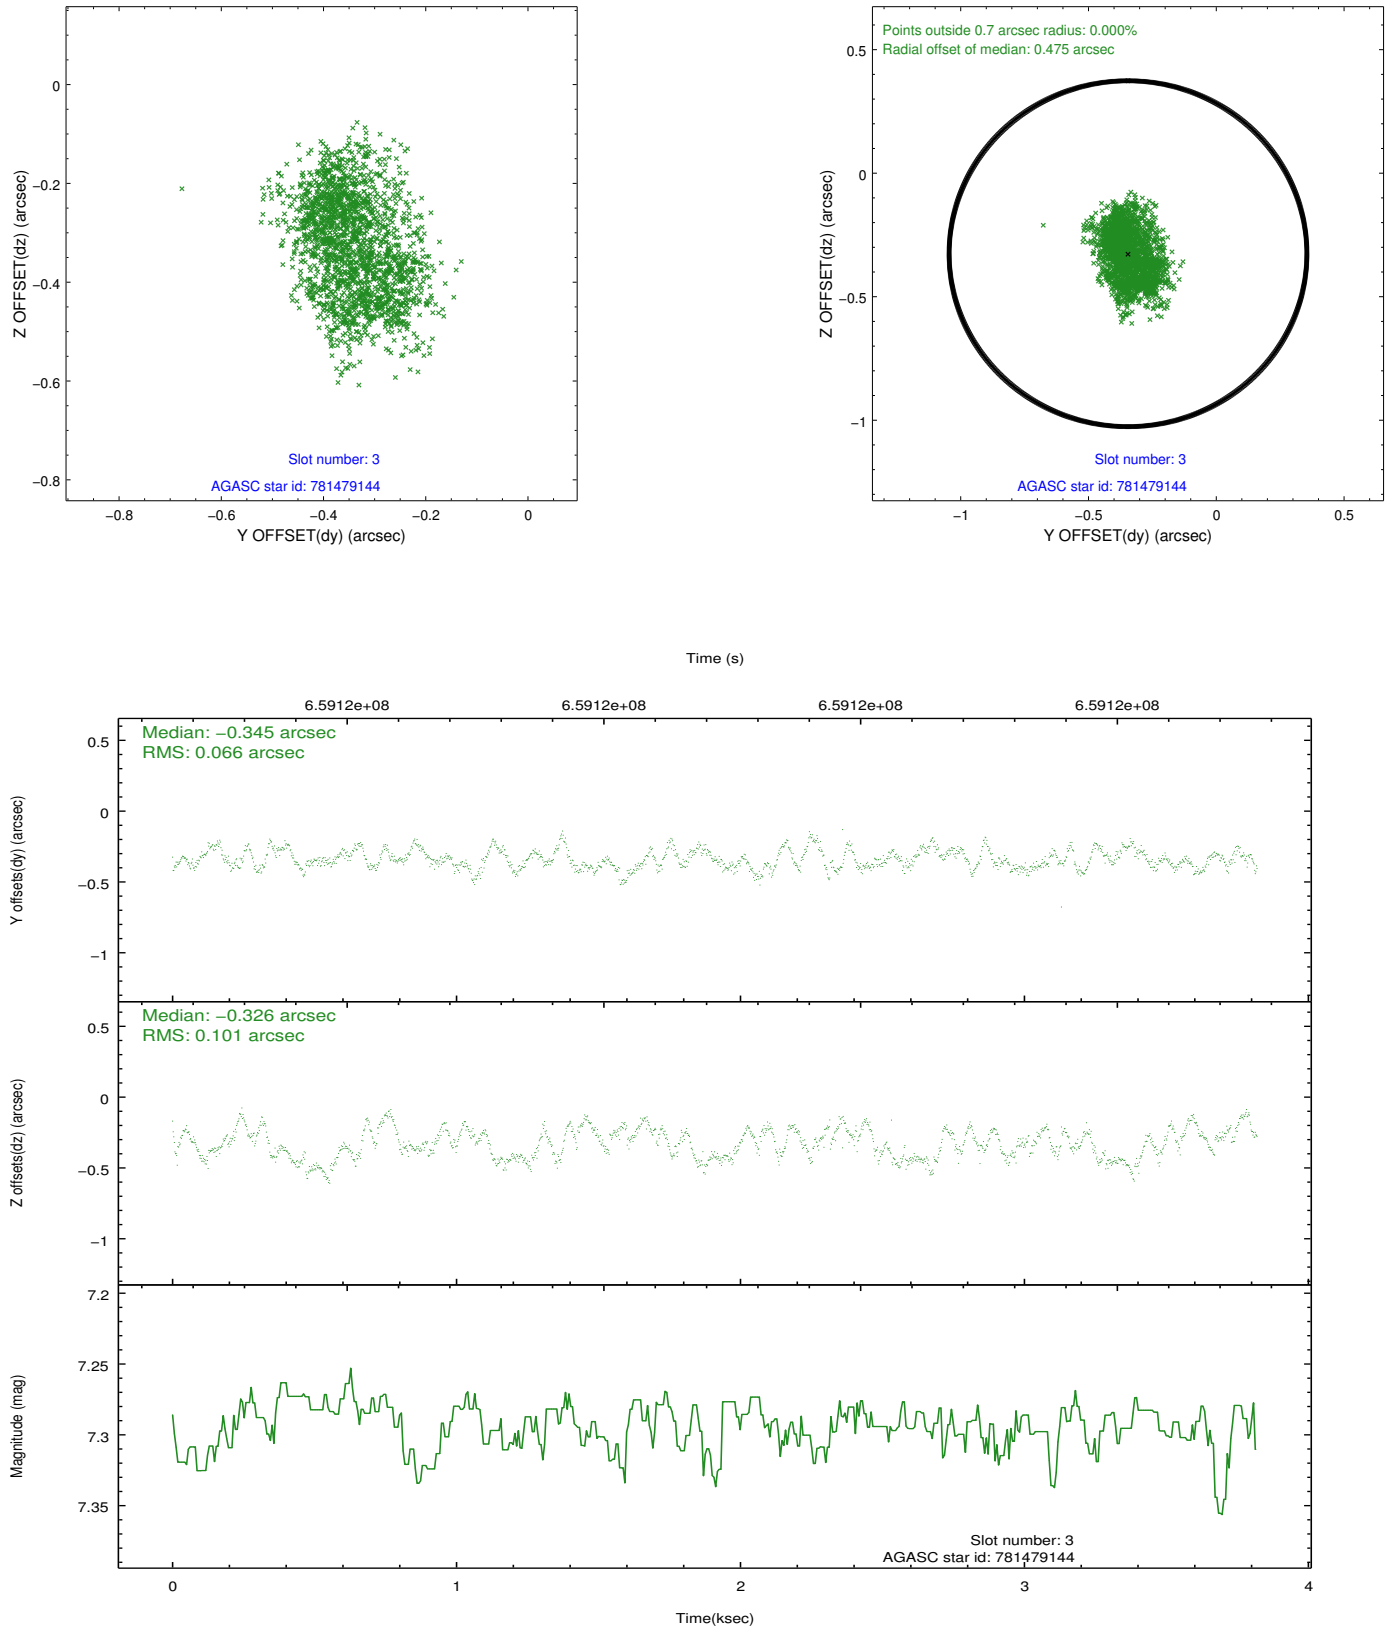 0
−0.2
−0.4
−0.6
−0.8
Z OFFSET(dz) (arcsec)
Slot number: 3
AGASC star id: 781479144
−0.8
−0.6
−0.4
−0.2
0
Y OFFSET(dy) (arcsec)
Points outside 0.7 arcsec radius: 0.000%
Radial offset of median: 0.475 arcsec
0.5
0
−0.5
−1
Z OFFSET(dz) (arcsec)
Slot number: 3
AGASC star id: 781479144
−1
−0.5
0
0.5
Y OFFSET(dy) (arcsec)
Time (s)
6.5912e+08
6.5912e+08
6.5912e+08
6.5912e+08
Median: −0.345 arcsec
RMS: 0.066 arcsec
0.5
0
−0.5
−1
Y offsets(dy) (arcsec)
Median: −0.326 arcsec
RMS: 0.101 arcsec
0.5
0
−0.5
−1
Z offsets(dz) (arcsec)
7.2
7.25
7.3
7.35
Magnitude (mag)
Slot number: 3
AGASC star id: 781479144
0
1
2
3
4
Time(ksec)